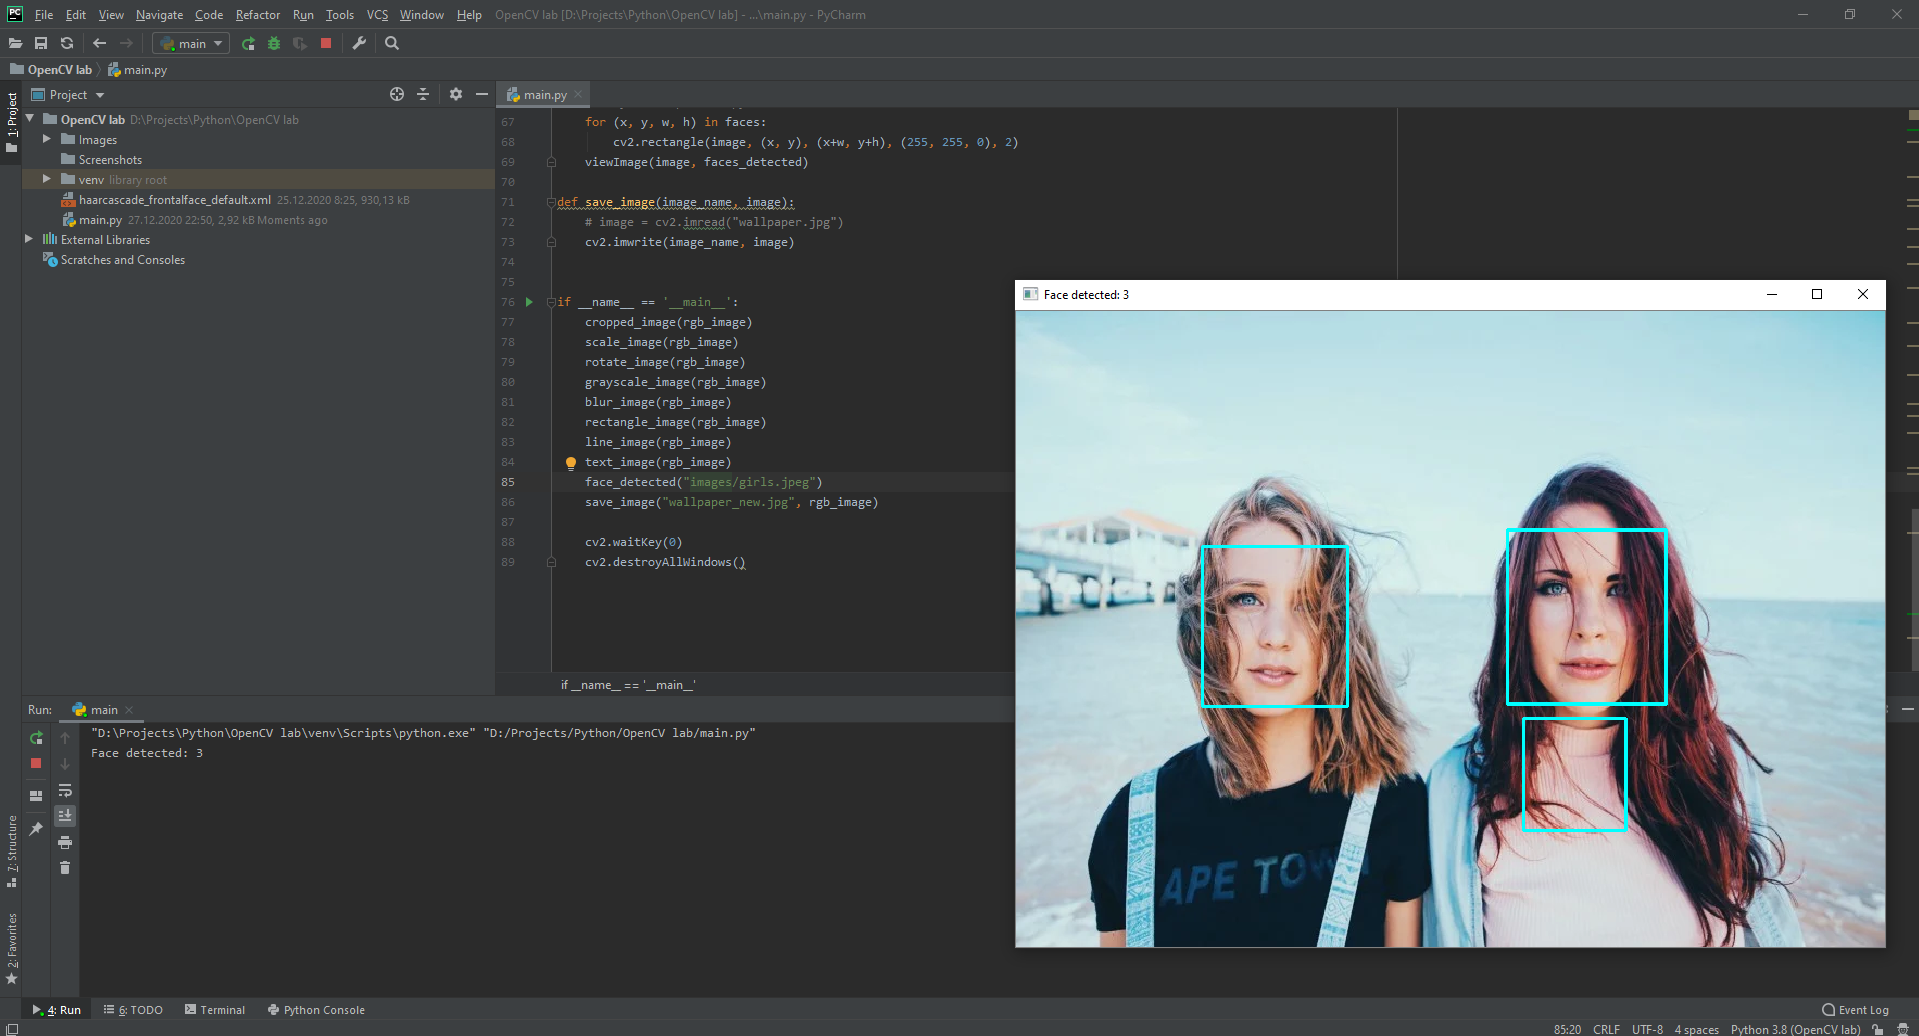 File Edit View Navigate Code Refactor Run Tools VCS Window Help OpenCV lab [D:\Projects\Python\OpenCV lab] - ...\main.py - PyCharm
main
OpenCV lab main.py
1: Project
Project
main.py
OpenCV lab D:\Projects\Python\OpenCV lab
Images
Screenshots
venv library root
haarcascade_frontalface_default.xml 25.12.2020 8:25, 930,13 kB
main.py 27.12.2020 22:50, 2,92 kB Moments ago
External Libraries
Scratches and Consoles
67 for (x, y, w, h) in faces:
68 cv2.rectangle(image, (x, y), (x+w, y+h), (255, 255, 0), 2)
69 viewImage(image, faces_detected)
70
71 def save_image(image_name, image):
72 # image = cv2.imread("wallpaper.jpg")
73 cv2.imwrite(image_name, image)
74
75
76 if __name__ == '__main__':
77 cropped_image(rgb_image)
78 scale_image(rgb_image)
79 rotate_image(rgb_image)
80 grayscale_image(rgb_image)
81 blur_image(rgb_image)
82 rectangle_image(rgb_image)
83 line_image(rgb_image)
84 text_image(rgb_image)
85 face_detected("images/girls.jpeg")
86 save_image("wallpaper_new.jpg", rgb_image)
87
88 cv2.waitKey(0)
89 cv2.destroyAllWindows()
if __name__ == '__main__'
Face detected: 3
APE TOWN
Run: main
"D:\Projects\Python\OpenCV lab\venv\Scripts\python.exe" "D:/Projects/Python/OpenCV lab/main.py"
Face detected: 3
7: Structure
2: Favorites
4: Run 6: TODO Terminal Python Console Event Log
85:20 CRLF UTF-8 4 spaces Python 3.8 (OpenCV lab)